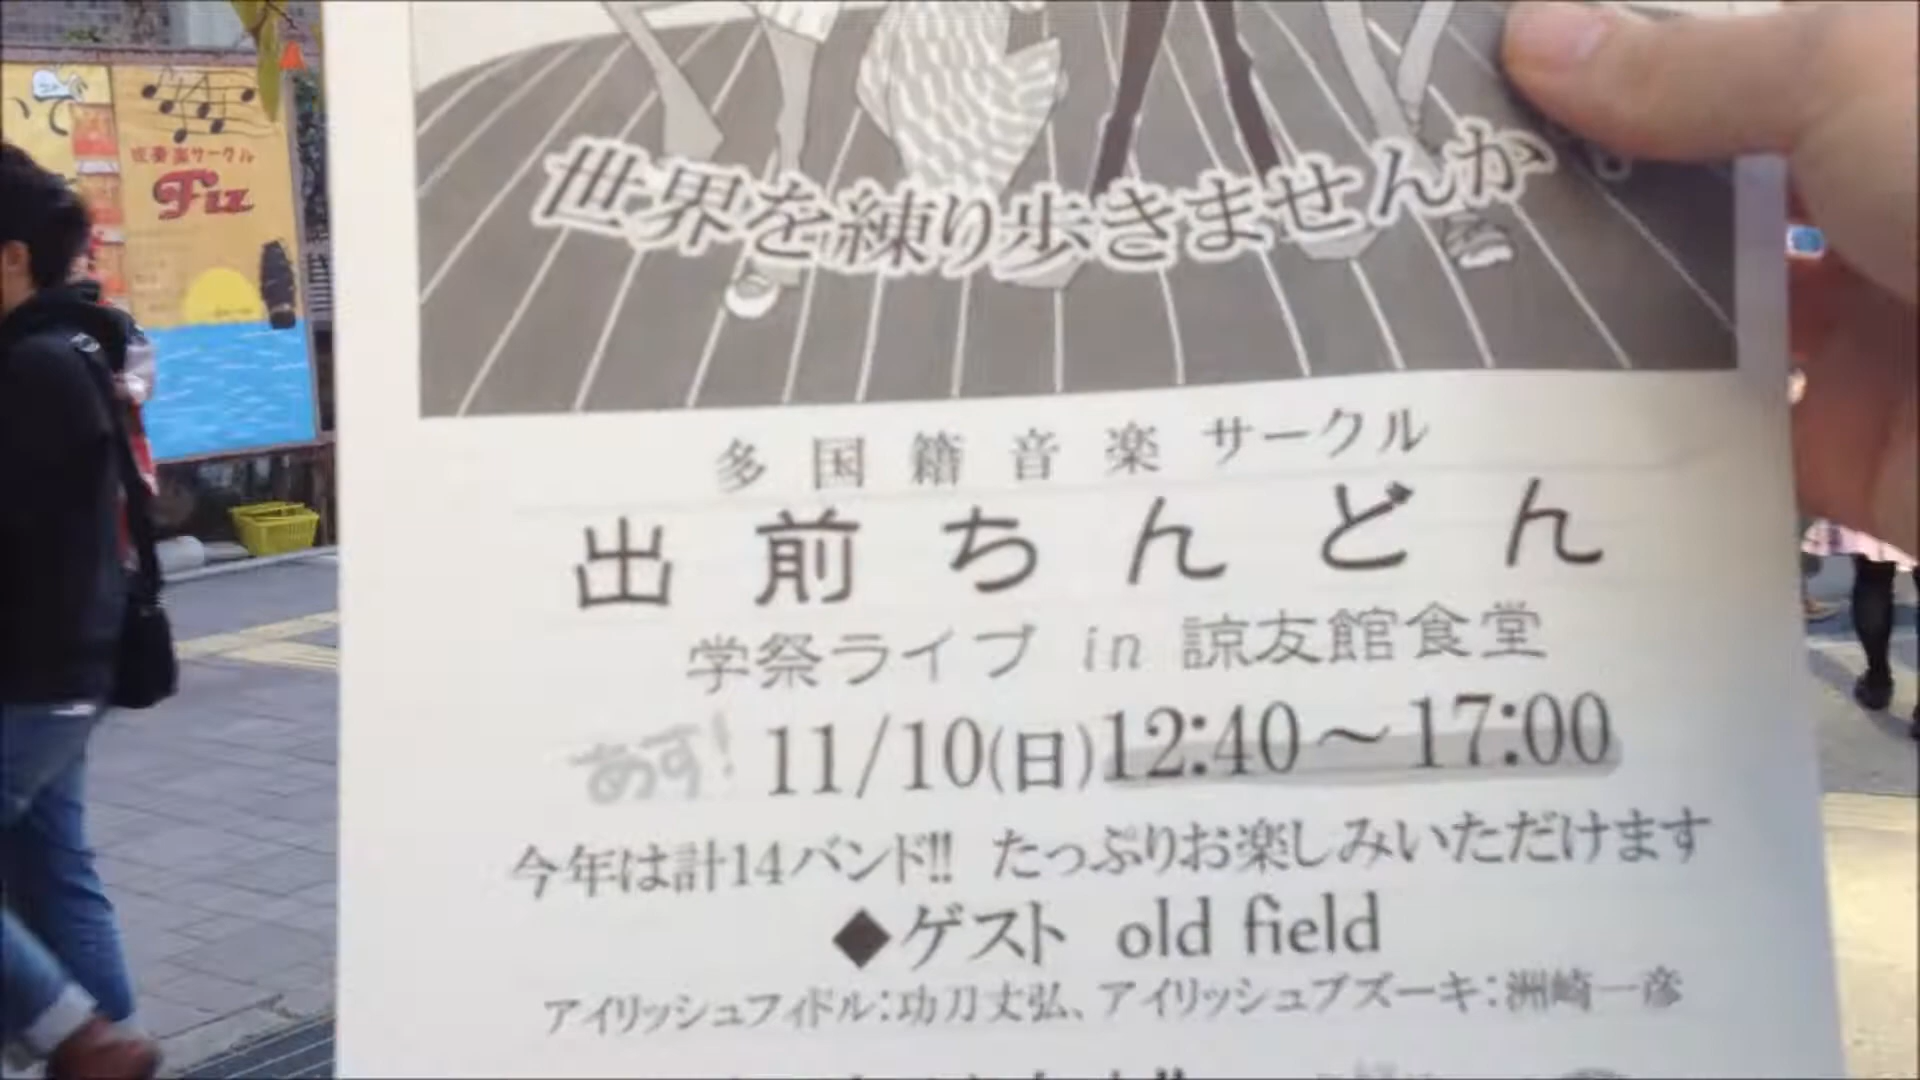 いて
弦奏楽サークル
Fiz
世界を練り歩きませんか
多国籍音楽サークル
出前ちんどん
学祭ライブ in 諒友館食堂
あす! 11/10(日)12:40～17:00
今年は計14バンド!! たっぷりお楽しみいただけます
◆ゲスト old field
アイリッシュフィドル:功刀丈弘、アイリッシュブズーキ:洲崎一彦